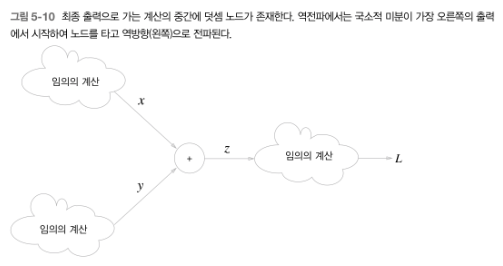 그림 5-10 최종 출력으로 가는 계산의 중간에 덧셈 노드가 존재한다. 역전파에서는 국소적 미분이 가장 오른쪽의 출력
에서 시작하여 노드를 타고 역방향(왼쪽)으로 전파된다.
임의의 계산
x
+
z
임의의 계산
L
y
임의의 계산